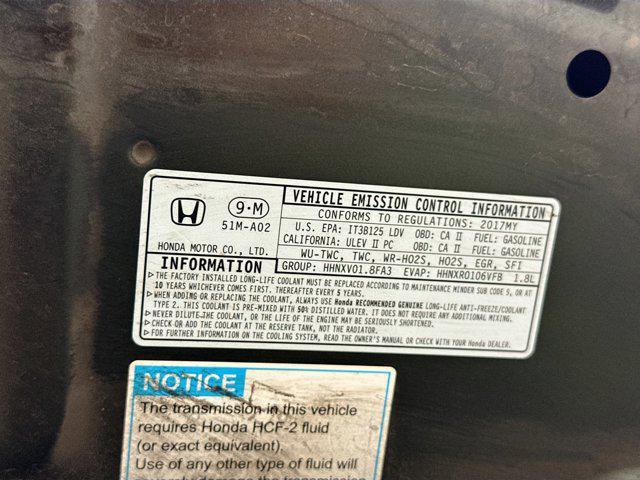 9-M
51M-A02
HONDA MOTOR CO., LTD.
VEHICLE EMISSION CONTROL INFORMATION
CONFORMS TO REGULATIONS: 2017MY
U.S. EPA: IT3B125 LDV OBD: CA II FUEL: GASOLINE
CALIFORNIA: ULEV II PC OBD: CA II FUEL: GASOLINE
WU-TWC, TWC, WR-HO2S, HO2S, EGR, SFI
GROUP: HHNXV01.8FA3 EVAP: HHNXR0106VFB 1.8L
INFORMATION
▷THE FACTORY INSTALLED LONG-LIFE COOLANT MUST BE REPLACED ACCORDING TO MAINTENANCE MINDER SUB CODE 5, OR AT
10 YEARS WHICHEVER COMES FIRST. THEREAFTER EVERY 5 YEARS.
▷WHEN ADDING OR REPLACING THE COOLANT, ALWAYS USE Honda RECOMMENDED GENUINE LONG-LIFE ANTI-FREEZE/COOLANT
TYPE 2. THIS COOLANT IS PRE-MIXED WITH 50% DISTILLED WATER. IT DOES NOT REQUIRE ANY ADDITIONAL MIXING.
▷NEVER DILUTE THE COOLANT, OR THE LIFE OF THE ENGINE MAY BE SERIOUSLY SHORTENED.
▷CHECK OR ADD THE COOLANT AT THE RESERVE TANK, NOT THE RADIATOR.
▷FOR FURTHER INFORMATION ON THE COOLING SYSTEM, READ THE OWNER'S MANUAL OR CHECK WITH YOUR Honda DEALER.
NOTICE
The transmission in this vehicle
requires Honda HCF-2 fluid
(or exact equivalent).
Use of any other type of fluid will
severely damage the transmission